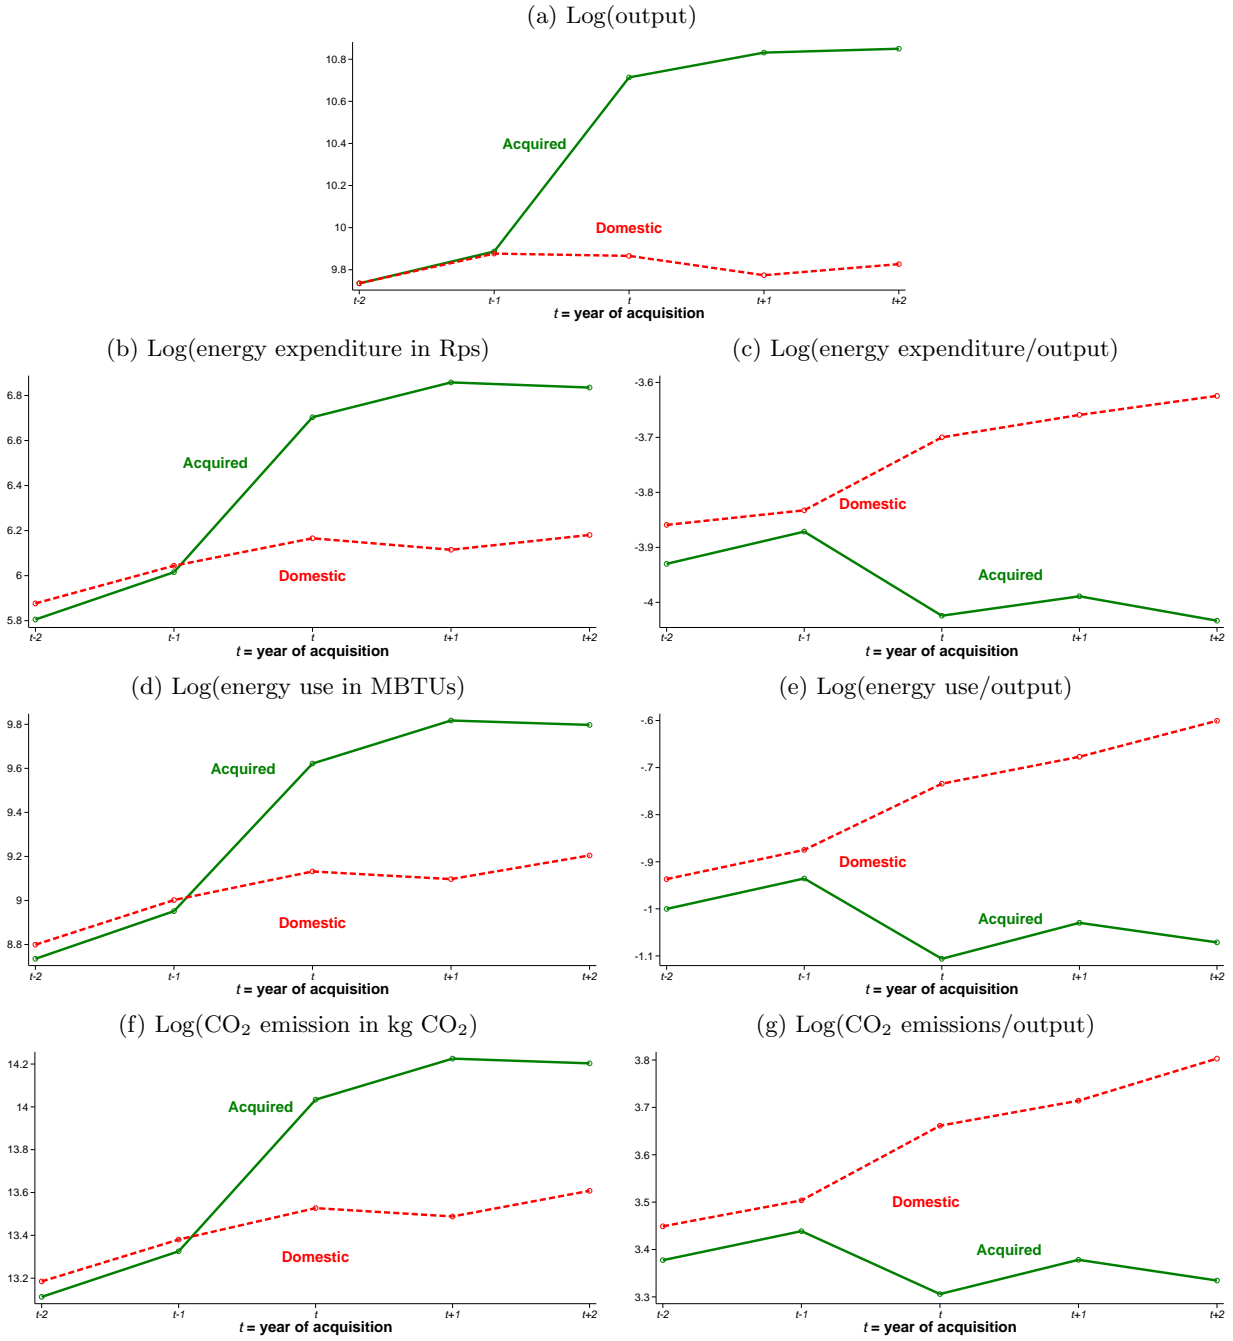 (a) Log(output)
10.8
10.6
10.4
10.2
10
9.8
Acquired
Domestic
t-2 t-1 t t+1 t+2
t = year of acquisition
(b) Log(energy expenditure in Rps)
6.8
6.6
6.4
6.2
6
5.8
Acquired
Domestic
t-2 t-1 t t+1 t+2
t = year of acquisition
(c) Log(energy expenditure/output)
-3.6
-3.7
-3.8
-3.9
-4
Domestic
Acquired
t-2 t-1 t t+1 t+2
t = year of acquisition
(d) Log(energy use in MBTUs)
9.8
9.6
9.4
9.2
9
8.8
Acquired
Domestic
t-2 t-1 t t+1 t+2
t = year of acquisition
(e) Log(energy use/output)
-.6
-.7
-.8
-.9
-1
-1.1
Domestic
Acquired
t-2 t-1 t t+1 t+2
t = year of acquisition
(f) Log(CO₂ emission in kg CO₂)
14.2
14
13.8
13.6
13.4
13.2
Acquired
Domestic
t-2 t-1 t t+1 t+2
t = year of acquisition
(g) Log(CO₂ emissions/output)
3.8
3.7
3.6
3.5
3.4
3.3
Domestic
Acquired
t-2 t-1 t t+1 t+2
t = year of acquisition